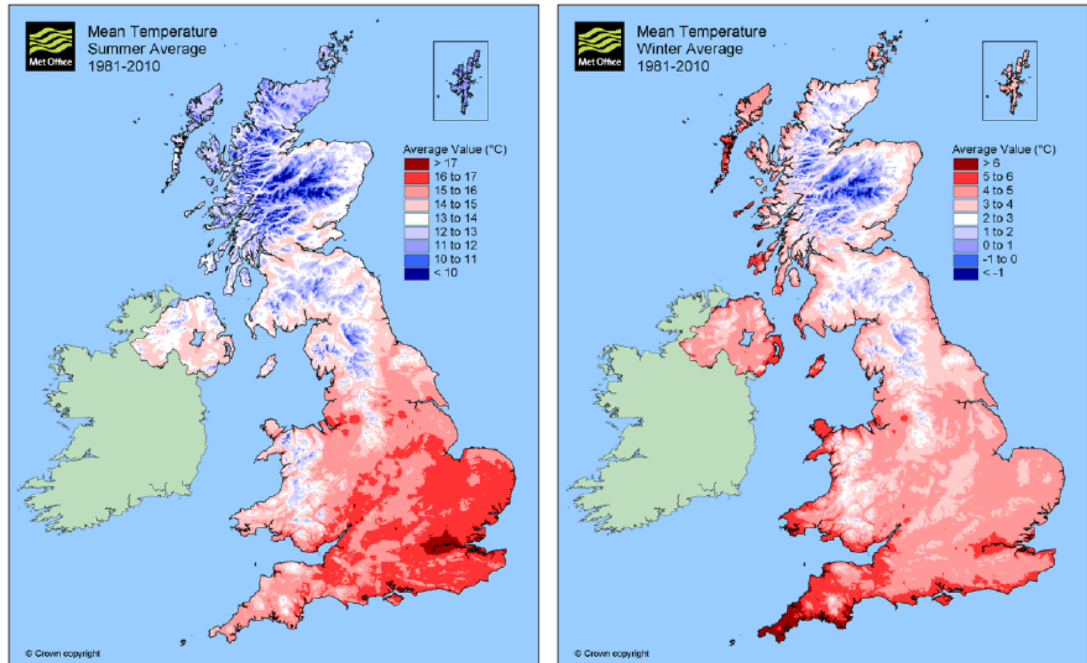 Met Office
Mean Temperature
Summer Average
1981-2010
Average Value (°C)
> 17
16 to 17
15 to 16
14 to 15
13 to 14
12 to 13
11 to 12
10 to 11
< 10
© Crown copyright
Met Office
Mean Temperature
Winter Average
1981-2010
Average Value (°C)
> 6
5 to 6
4 to 5
3 to 4
2 to 3
1 to 2
0 to 1
-1 to 0
< -1
© Crown copyright